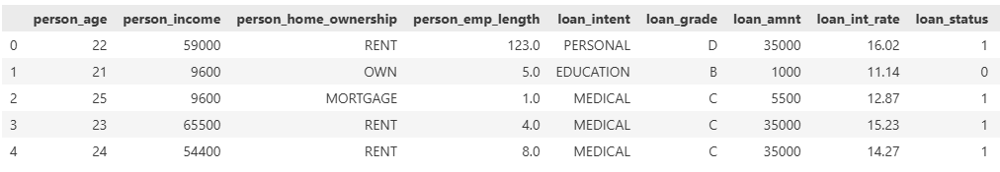 person_age person_income person_home_ownership person_emp_length loan_intent loan_grade loan_amnt loan_int_rate loan_status
0 22 59000 RENT 123.0 PERSONAL D 35000 16.02 1
1 21 9600 OWN 5.0 EDUCATION B 1000 11.14 0
2 25 9600 MORTGAGE 1.0 MEDICAL C 5500 12.87 1
3 23 65500 RENT 4.0 MEDICAL C 35000 15.23 1
4 24 54400 RENT 8.0 MEDICAL C 35000 14.27 1